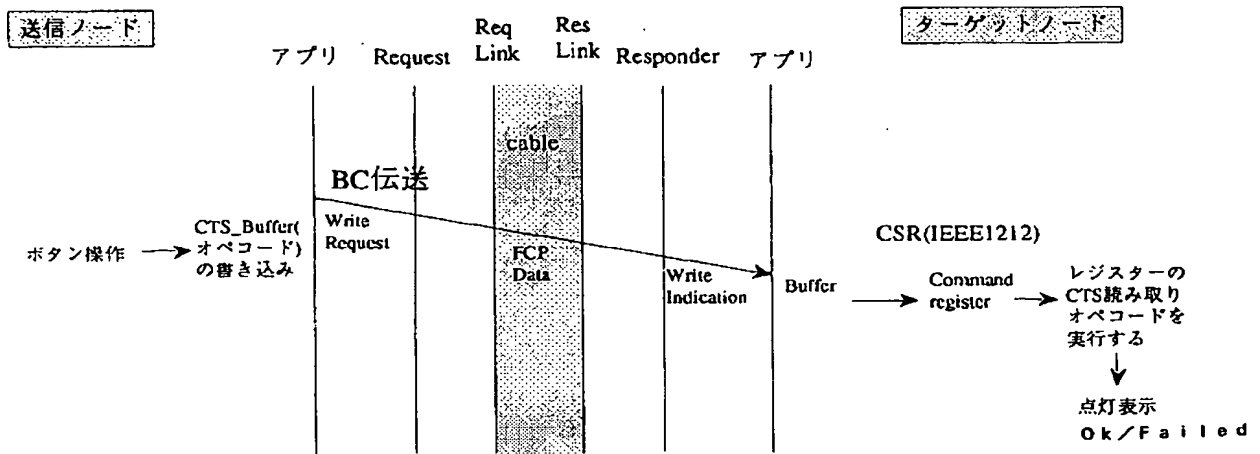 送信ノード
ターゲットノード
アプリ
Request
Req
Link
Res
Link
Responder
アプリ
cable
BC伝送
ボタン操作
CTS_Buffer(
オペコード)
の書き込み
Write
Request
FCP
Data
Write
Indication
Buffer
CSR(IEEE1212)
Command
register
レジスターの
CTS読み取り
オペコードを
実行する
点灯表示
Ok/Failed